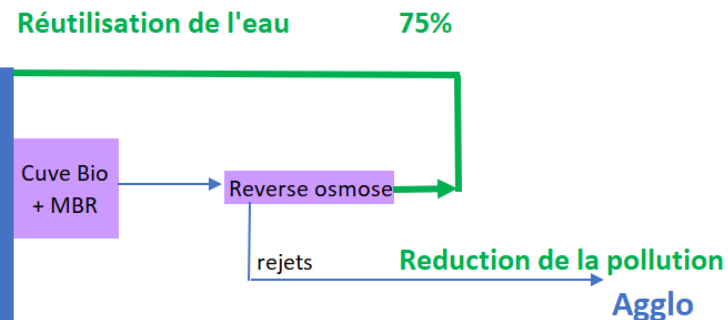 Réutilisation de l'eau 75%
Cuve Bio
+ MBR
Reverse osmose
rejets
Reduction de la pollution
Agglo